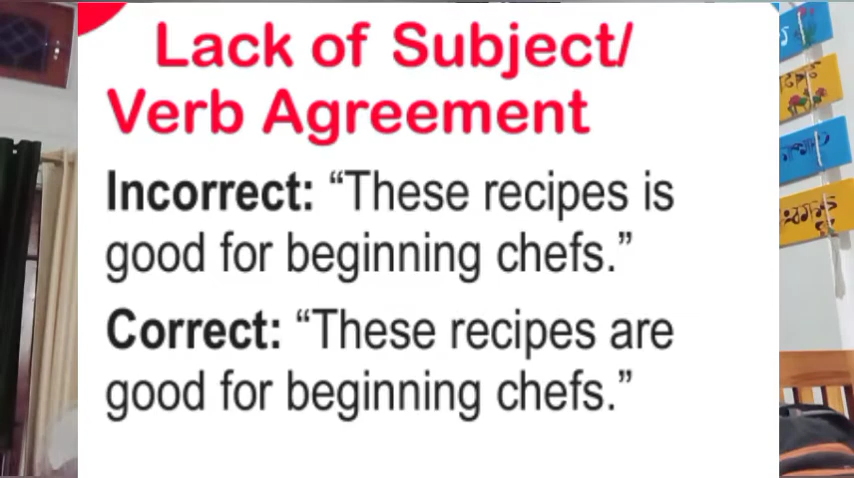 Lack of Subject/
Verb Agreement
Incorrect: “These recipes is
good for beginning chefs.”
Correct: “These recipes are
good for beginning chefs.”